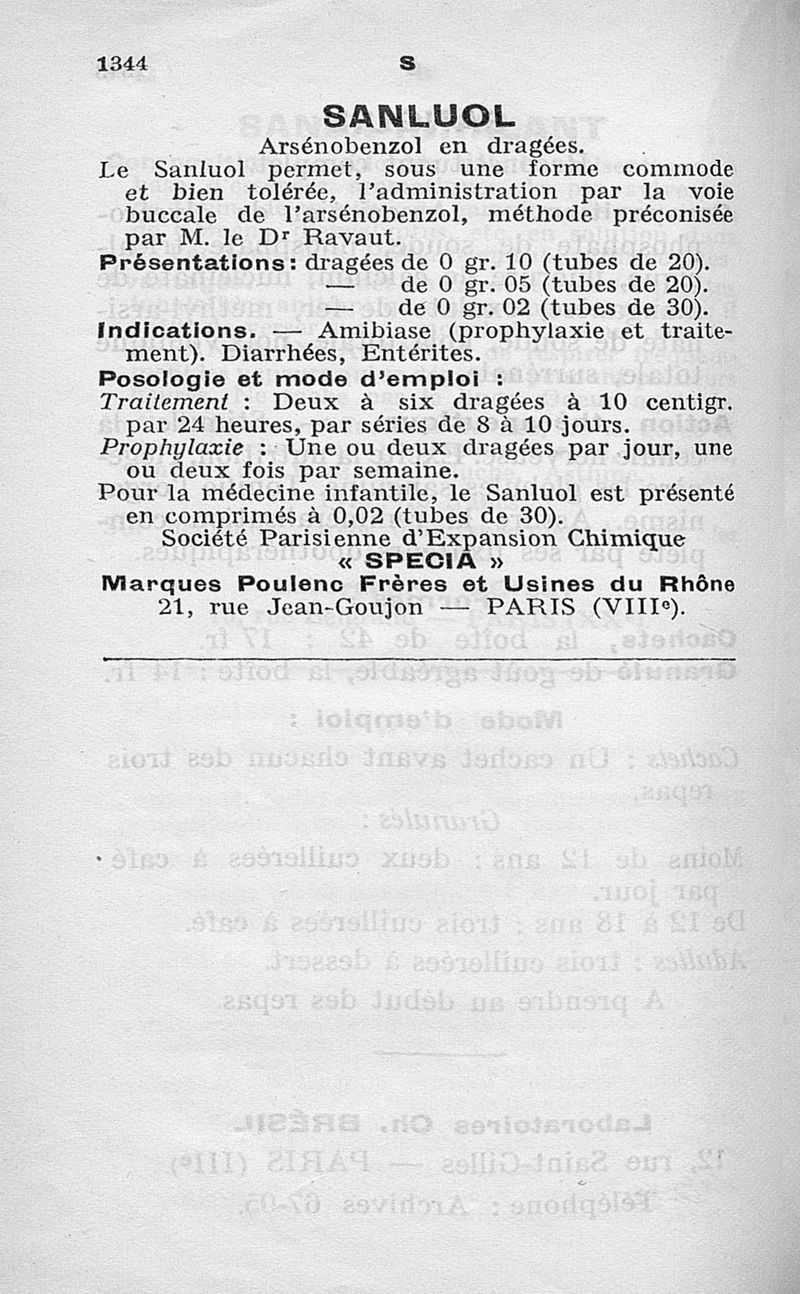 1344 S
SANLUOL
Arsénobenzol en dragées.
Le Sanluol permet, sous une forme commode
et bien tolérée, l'administration par la voie
buccale de l'arsénobenzol, méthode préconisée
par M. le Dr Ravaut.
Présentations: dragées de 0 gr. 10 (tubes de 20).
— de 0 gr. 05 (tubes de 20).
— de 0 gr. 02 (tubes de 30).
Indications. — Amibiase (prophylaxie et traite-
ment). Diarrhées, Entérites.
Posologie et mode d'emploi :
Traitement : Deux à six dragées à 10 centigr.
par 24 heures, par séries de 8 à 10 jours.
Prophylaxie : Une ou deux dragées par jour, une
ou deux fois par semaine.
Pour la médecine infantile, le Sanluol est présenté
en comprimés à 0,02 (tubes de 30).
Société Parisienne d'Expansion Chimique
« SPECIA »
Marques Poulenc Frères et Usines du Rhône
21, rue Jean-Goujon — PARIS (VIIIe).